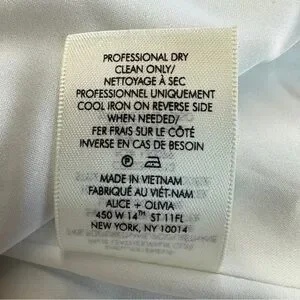 PROFESSIONAL DRY
CLEAN ONLY/
NETTOYAGE À SEC
PROFESSIONNEL UNIQUEMENT
COOL IRON ON REVERSE SIDE
WHEN NEEDED/
FER FRAIS SUR LE CÔTÉ
INVERSE EN CAS DE BESOIN
P
MADE IN VIETNAM
FABRIQUÉ AU VIÊT-NAM
ALICE + OLIVIA
450 W 14TH ST 11FL
NEW YORK, NY 10014